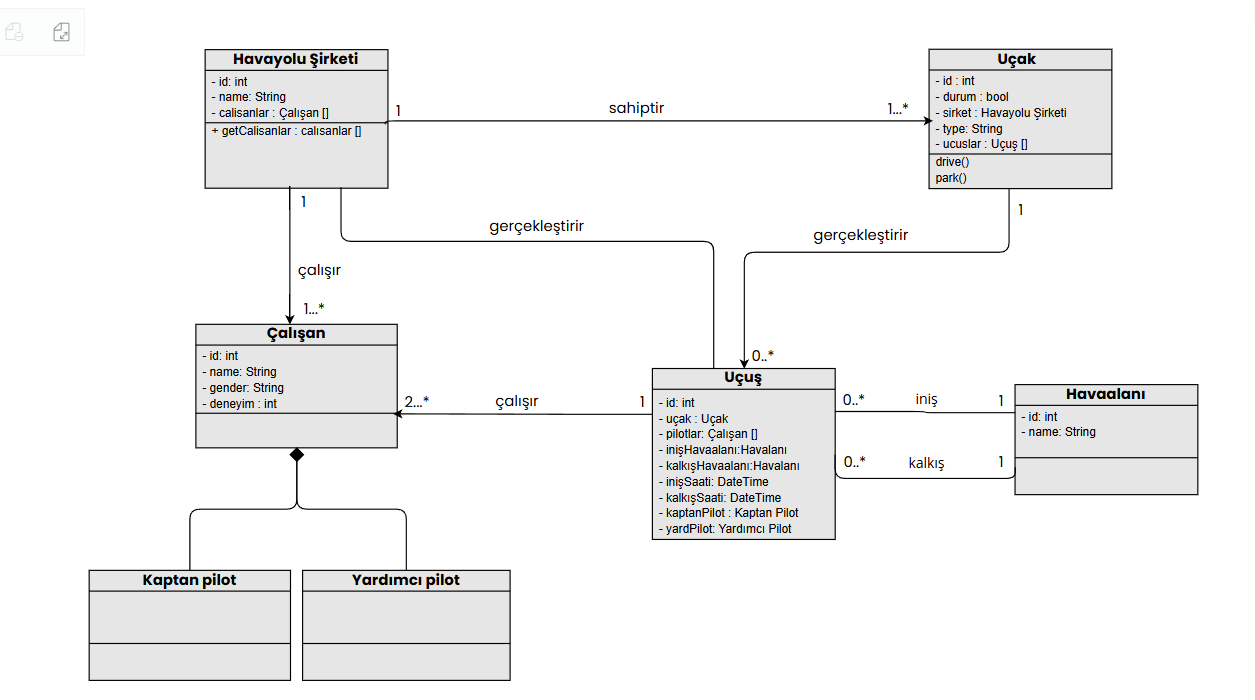 Havayolu Şirketi
- id: int
- name: String
- calisanlar : Çalışan []
+ getCalisanlar : calısanlar []
1
sahiptir
1...*
Uçak
- id : int
- durum : bool
- sirket : Havayolu Şirketi
- type: String
- ucuslar : Uçuş []
drive()
park()
1
çalışır
1...*
gerçekleştirir
1
gerçekleştirir
0..*
Çalışan
- id: int
- name: String
- gender: String
- deneyim : int
2...*
çalışır
1
Uçuş
- id: int
- uçak : Uçak
- pilotlar: Çalışan []
- inişHavaalanı:Havalanı
- kalkışHavaalanı:Havalanı
- inişSaati: DateTime
- kalkışSaati: DateTime
- kaptanPilot : Kaptan Pilot
- yardPilot: Yardımcı Pilot
0..*
iniş
1
0..*
kalkış
1
Havaalanı
- id: int
- name: String
Kaptan pilot
Yardımcı pilot